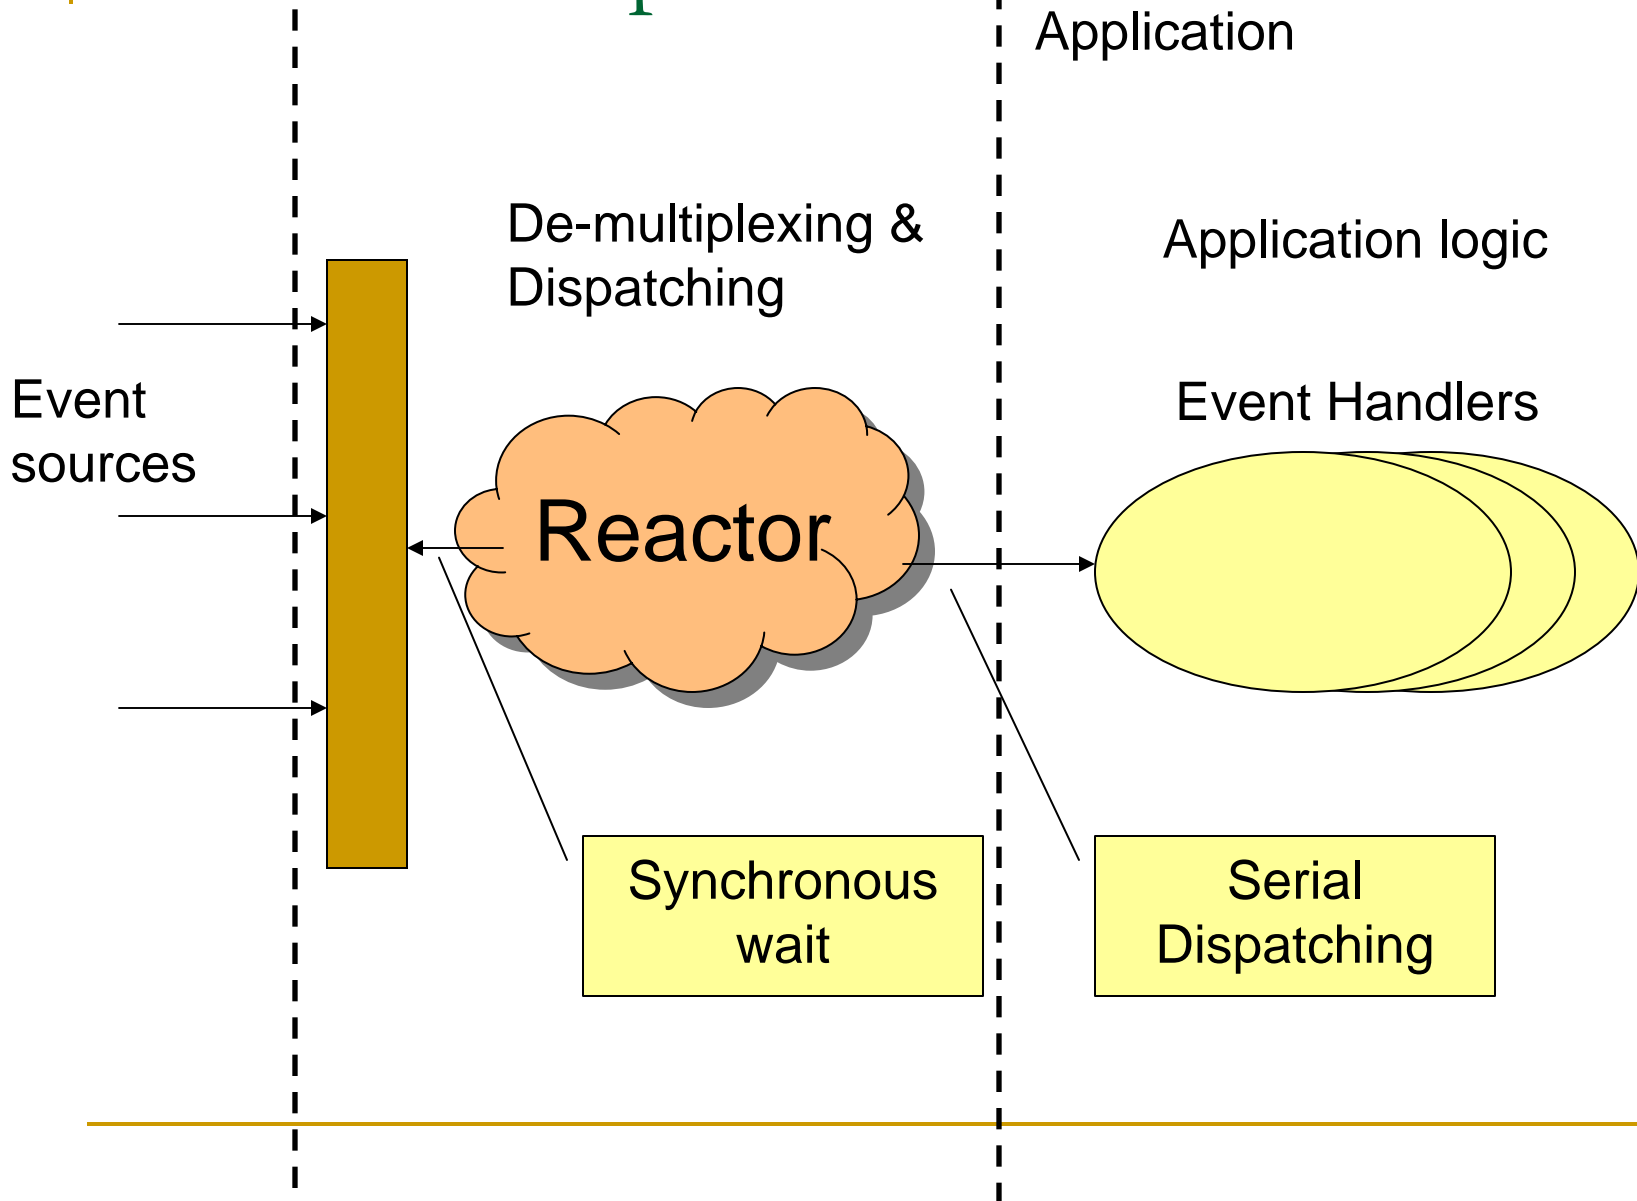 Application
De-multiplexing &
Dispatching
Application logic
Event
sources
Event Handlers
Reactor
Synchronous
wait
Serial
Dispatching